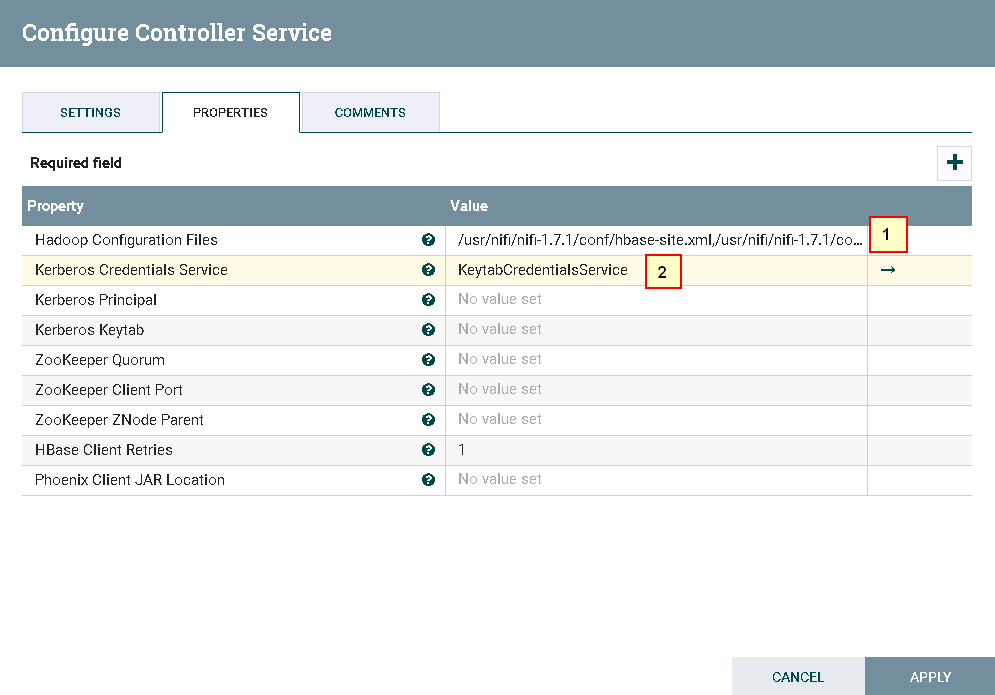 Configure Controller Service
SETTINGS PROPERTIES COMMENTS
Required field
Property Value
Hadoop Configuration Files /usr/nifi/nifi-1.7.1/conf/hbase-site.xml,/usr/nifi/nifi-1.7.1/co... 1
Kerberos Credentials Service KeytabCredentialsService 2
Kerberos Principal No value set
Kerberos Keytab No value set
ZooKeeper Quorum No value set
ZooKeeper Client Port No value set
ZooKeeper ZNode Parent No value set
HBase Client Retries 1
Phoenix Client JAR Location No value set
CANCEL APPLY